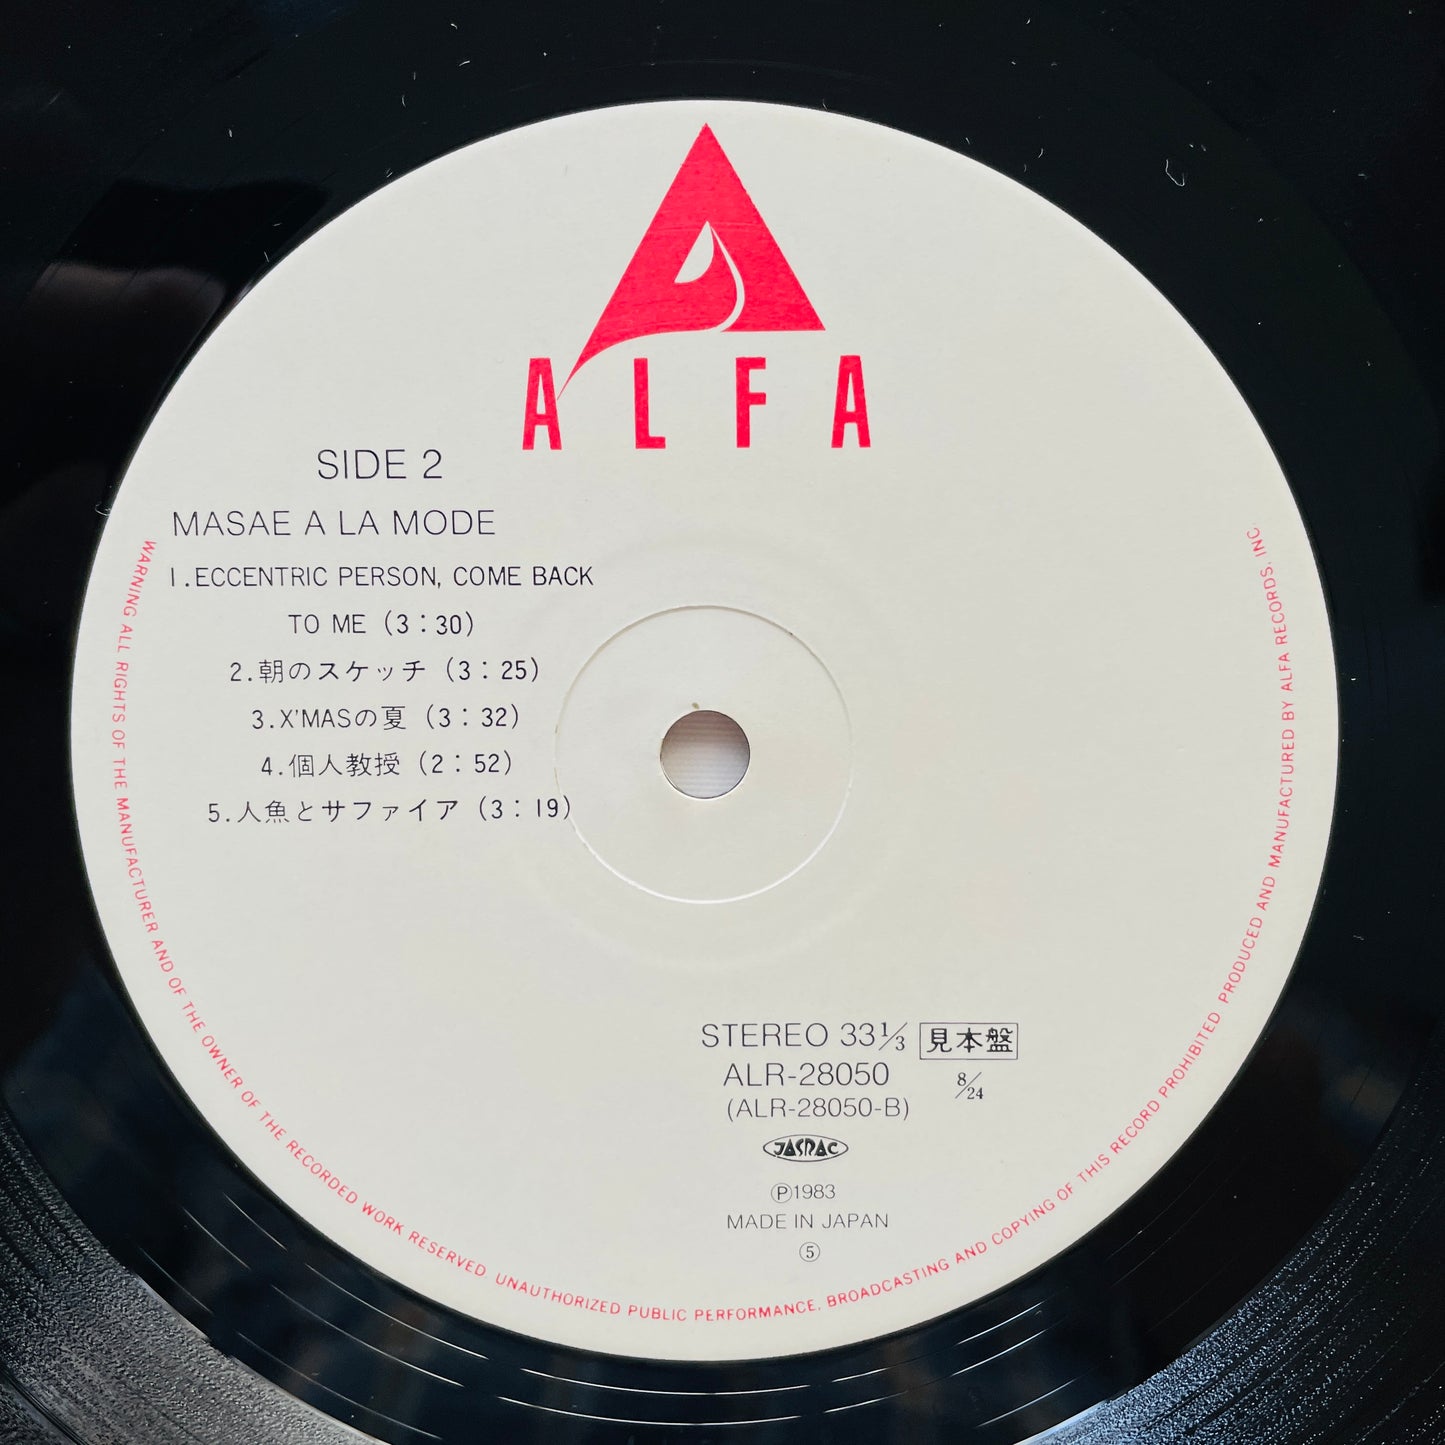 ALFA
SIDE 2
MASAE A LA MODE
1.ECCENTRIC PERSON, COME BACK
TO ME (3:30)
2.朝のスケッチ (3:25)
3.X'MASの夏 (3:32)
4.個人教授 (2:52)
5.人魚とサファイア (3:19)
STEREO 33⅓ 見本盤
ALR-28050 8/24
(ALR-28050-B)
JASRAC
Ⓟ1983
MADE IN JAPAN
⑤
WARNING ALL RIGHTS OF THE MANUFACTURER AND OF THE OWNER OF THE RECORDED WORK RESERVED UNAUTHORIZED PUBLIC PERFORMANCE, BROADCASTING AND COPYING OF THIS RECORD PROHIBITED PRODUCED AND MANUFACTURED BY ALFA RECORDS, INC.